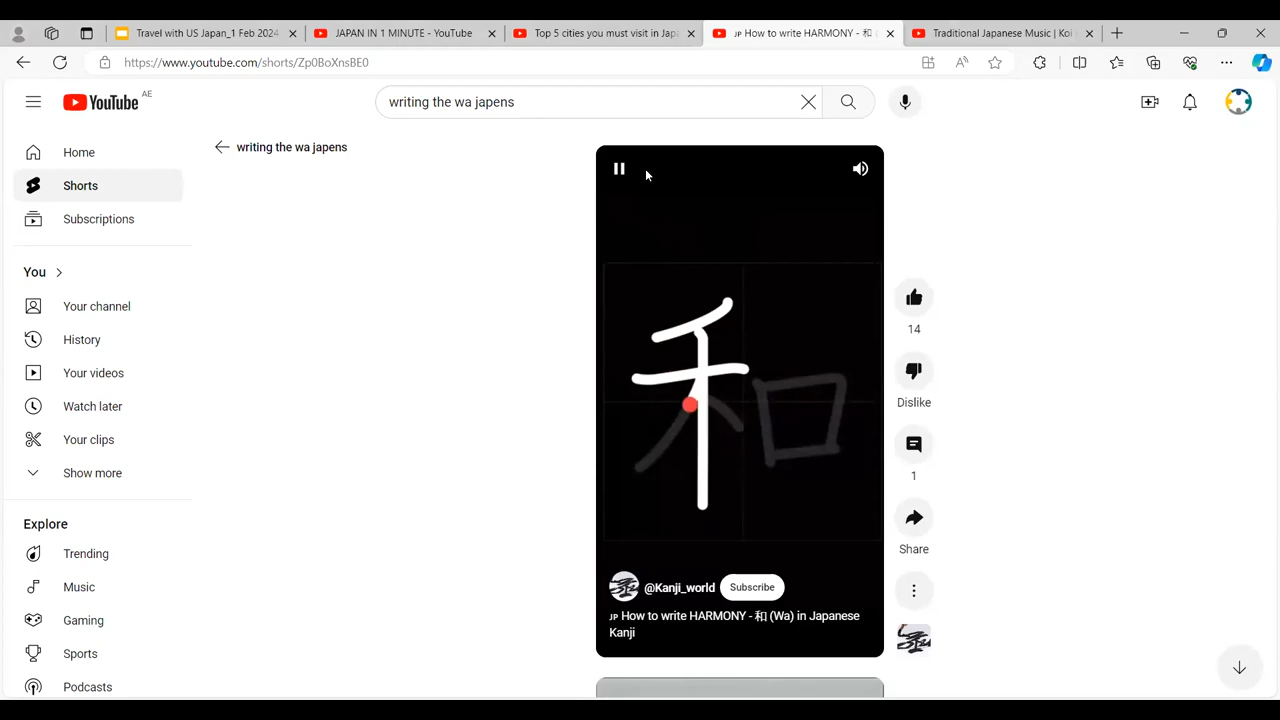 Travel with US Japan_1 Feb 2024
JAPAN IN 1 MINUTE - YouTube
Top 5 cities you must visit in Japa
JP How to write HARMONY - 和 (
Traditional Japanese Music | Koi
https://www.youtube.com/shorts/Zp0BoXnsBE0
YouTube AE
writing the wa japens
Home
writing the wa japens
Shorts
Subscriptions
You
Your channel
History
Your videos
Watch later
Your clips
Show more
Explore
Trending
Music
Gaming
Sports
Podcasts
和
14
Dislike
1
Share
@Kanji_world Subscribe
JP How to write HARMONY - 和 (Wa) in Japanese
Kanji